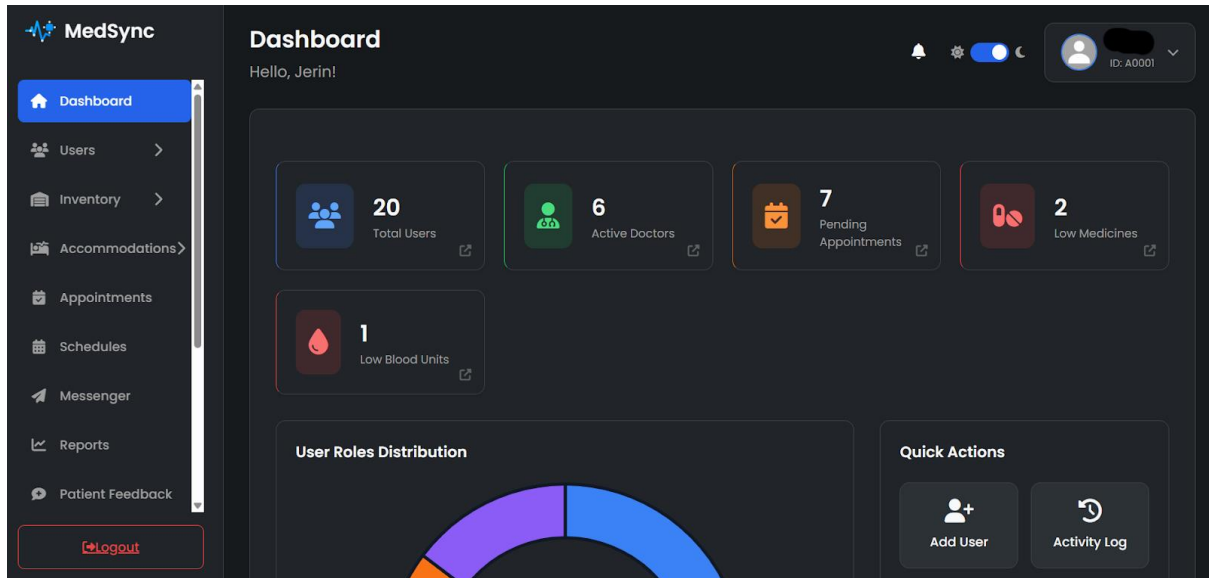 MedSync
Dashboard
Users
Inventory
Accommodations
Appointments
Schedules
Messenger
Reports
Patient Feedback
Logout
Dashboard
Hello, Jerin!
ID: A0001
20
Total Users
6
Active Doctors
7
Pending
Appointments
2
Low Medicines
1
Low Blood Units
User Roles Distribution
Quick Actions
Add User
Activity Log